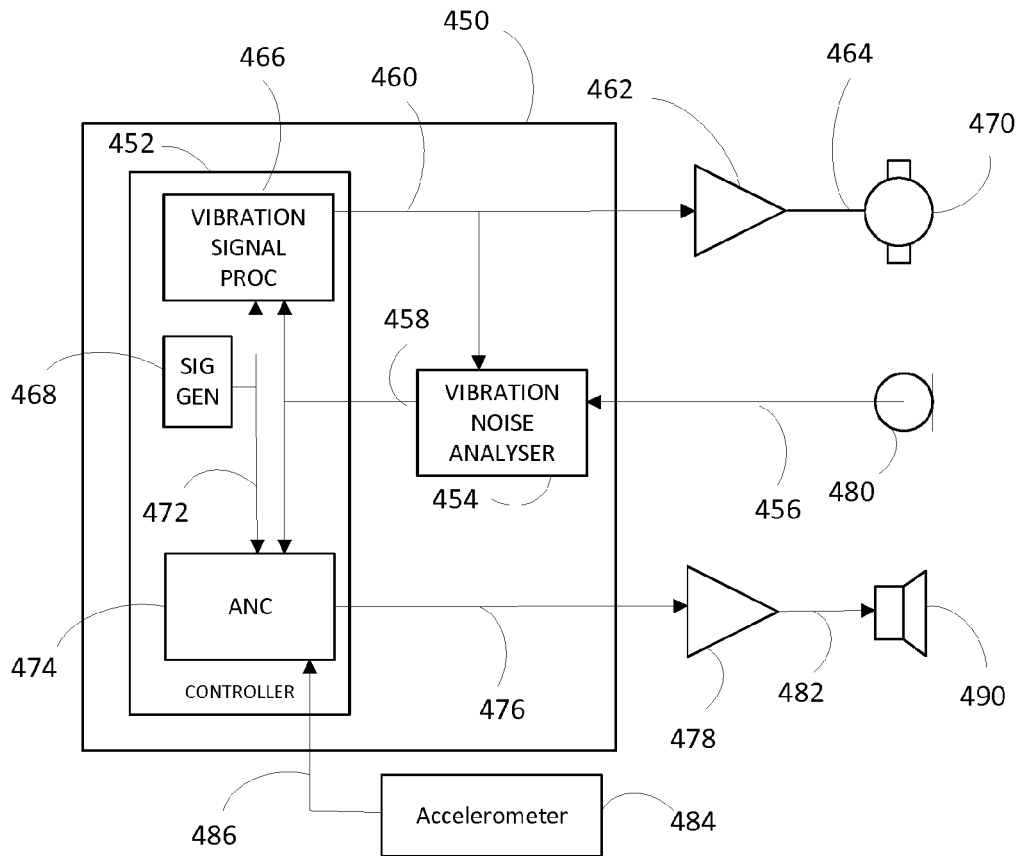 450
466
460
464
462
470
452
VIBRATION
SIGNAL
PROC
458
SIG
GEN
468
VIBRATION
NOISE
ANALYSER
454
456
480
472
ANC
474
CONTROLLER
476
482
478
490
486
Accelerometer
484